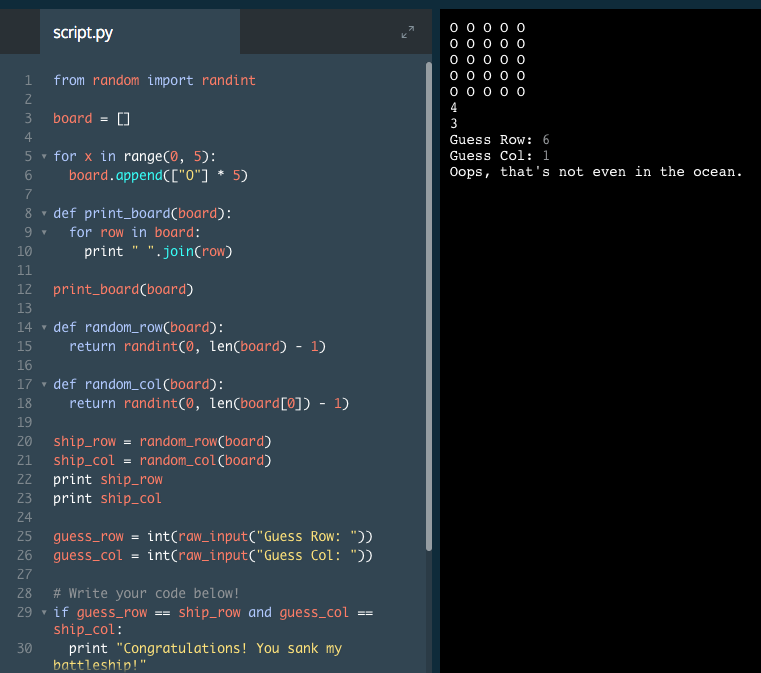 script.py
1 from random import randint
2
3 board = []
4
5 for x in range(0, 5):
6   board.append(["O"] * 5)
7
8 def print_board(board):
9   for row in board:
10     print " ".join(row)
11
12 print_board(board)
13
14 def random_row(board):
15   return randint(0, len(board) - 1)
16
17 def random_col(board):
18   return randint(0, len(board[0]) - 1)
19
20 ship_row = random_row(board)
21 ship_col = random_col(board)
22 print ship_row
23 print ship_col
24
25 guess_row = int(raw_input("Guess Row: "))
26 guess_col = int(raw_input("Guess Col: "))
27
28 # Write your code below!
29 if guess_row == ship_row and guess_col ==
ship_col:
30   print "Congratulations! You sank my
battleship!"
O O O O O
O O O O O
O O O O O
O O O O O
O O O O O
4
3
Guess Row: 6
Guess Col: 1
Oops, that's not even in the ocean.